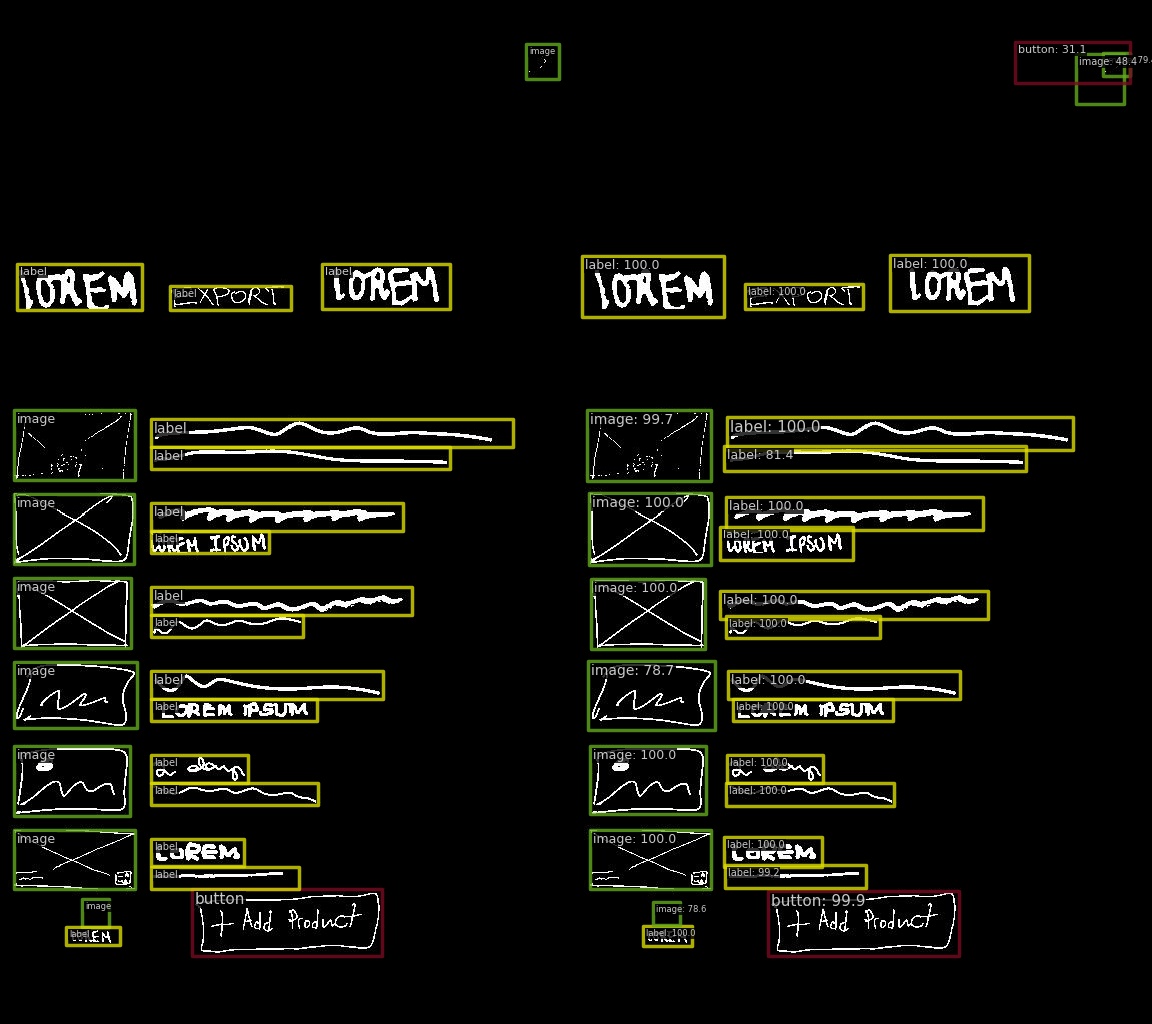 image
label
LOREM
label
EXPORT
label
LOREM
image
label
label
image
label
label
LOREM IPSUM
image
label
label
image
label
label
LOREM IPSUM
image
label
label
image
label
LOREM
label
image
label
LOREM
button
+ Add Product
button: 31.1
image: 48.4
label: 100.0
LOREM
label: 100.0
EXPORT
label: 100.0
LOREM
image: 99.7
label: 100.0
label: 81.4
image: 100.0
label: 100.0
label: 100.0
LOREM IPSUM
image: 100.0
label: 100.0
label: 100.0
image: 78.7
label: 100.0
label: 100.0
LOREM IPSUM
image: 100.0
label: 100.0
label: 100.0
image: 100.0
label: 100.0
LOREM
label: 99.2
image: 78.6
label: 100.0
button: 99.9
+ Add Product